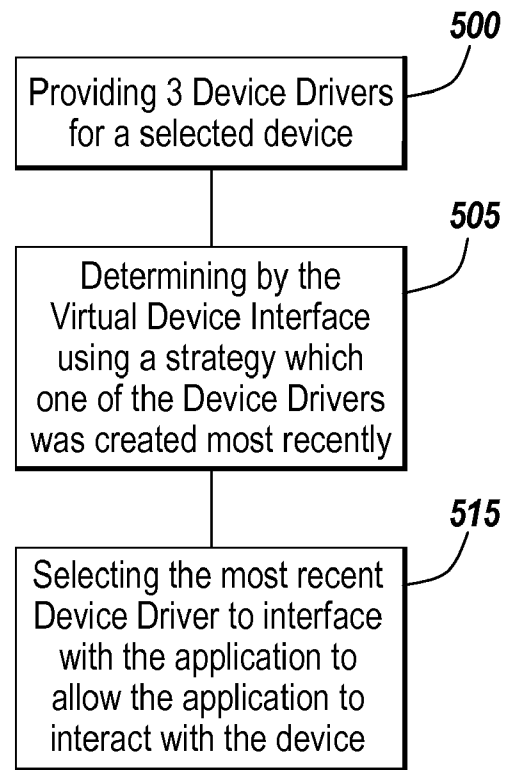 500
Providing 3 Device Drivers
for a selected device
505
Determining by the
Virtual Device Interface
using a strategy which
one of the Device Drivers
was created most recently
515
Selecting the most recent
Device Driver to interface
with the application to
allow the application to
interact with the device